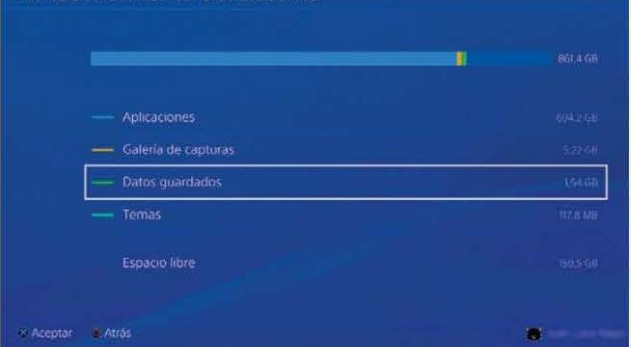 861,4 GB
Aplicaciones 694,2 GB
Galería de capturas 5,22 GB
Datos guardados 1,54 GB
Temas 117,8 MB
Espacio libre 159,5 GB
Aceptar Atrás